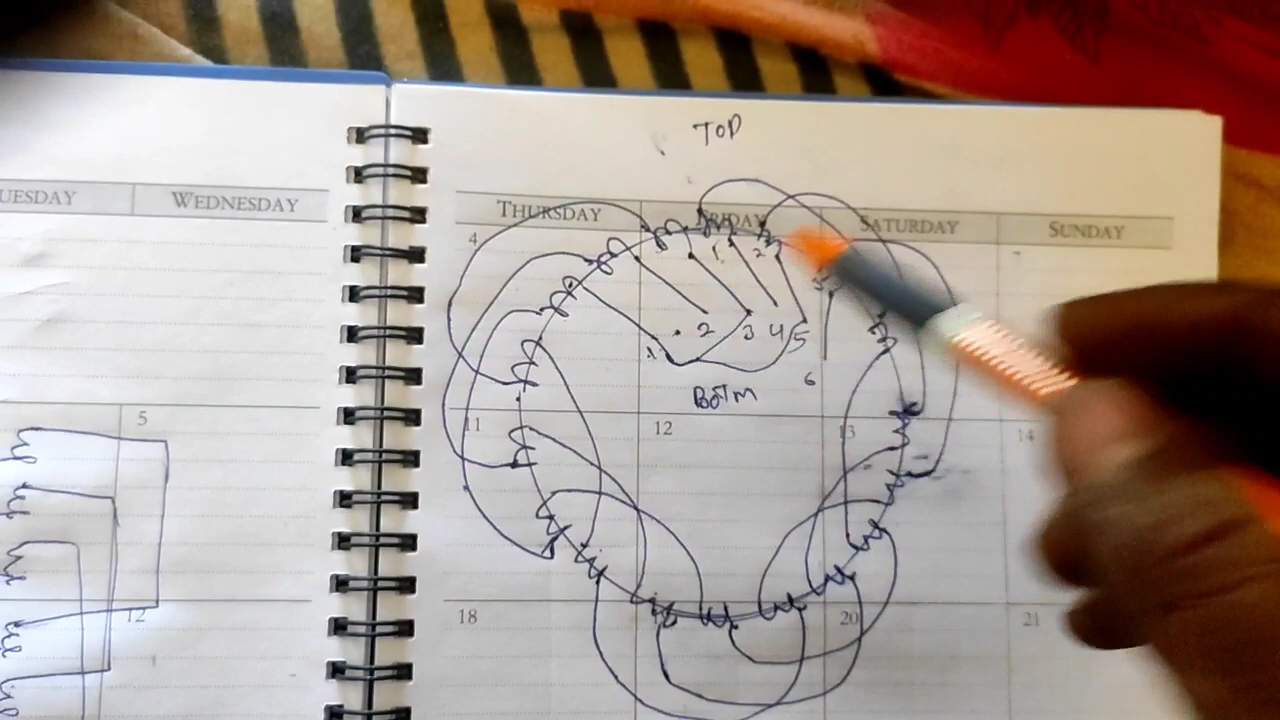 TOP
UESDAY WEDNESDAY THURSDAY FRIDAY SATURDAY SUNDAY
4 7
1. 2
2 3 4 5
1
6
BOTM
5 11 12 13 14
12 18 20 21